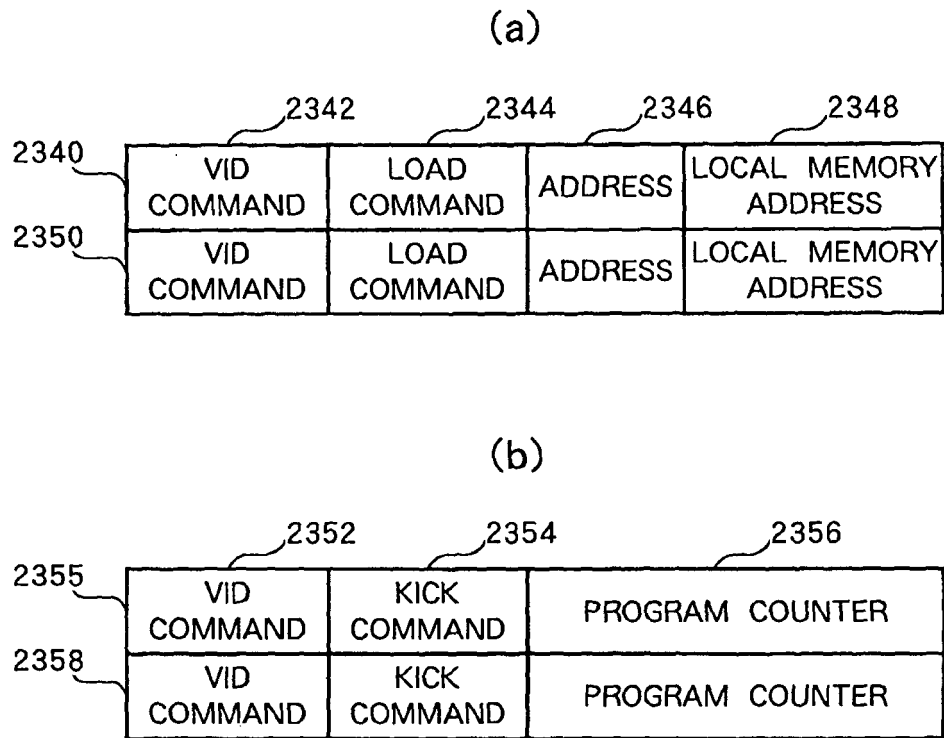 (a)
2342 2344 2346 2348
2340 VID COMMAND LOAD COMMAND ADDRESS LOCAL MEMORY ADDRESS
2350 VID COMMAND LOAD COMMAND ADDRESS LOCAL MEMORY ADDRESS
(b)
2352 2354 2356
2355 VID COMMAND KICK COMMAND PROGRAM COUNTER
2358 VID COMMAND KICK COMMAND PROGRAM COUNTER